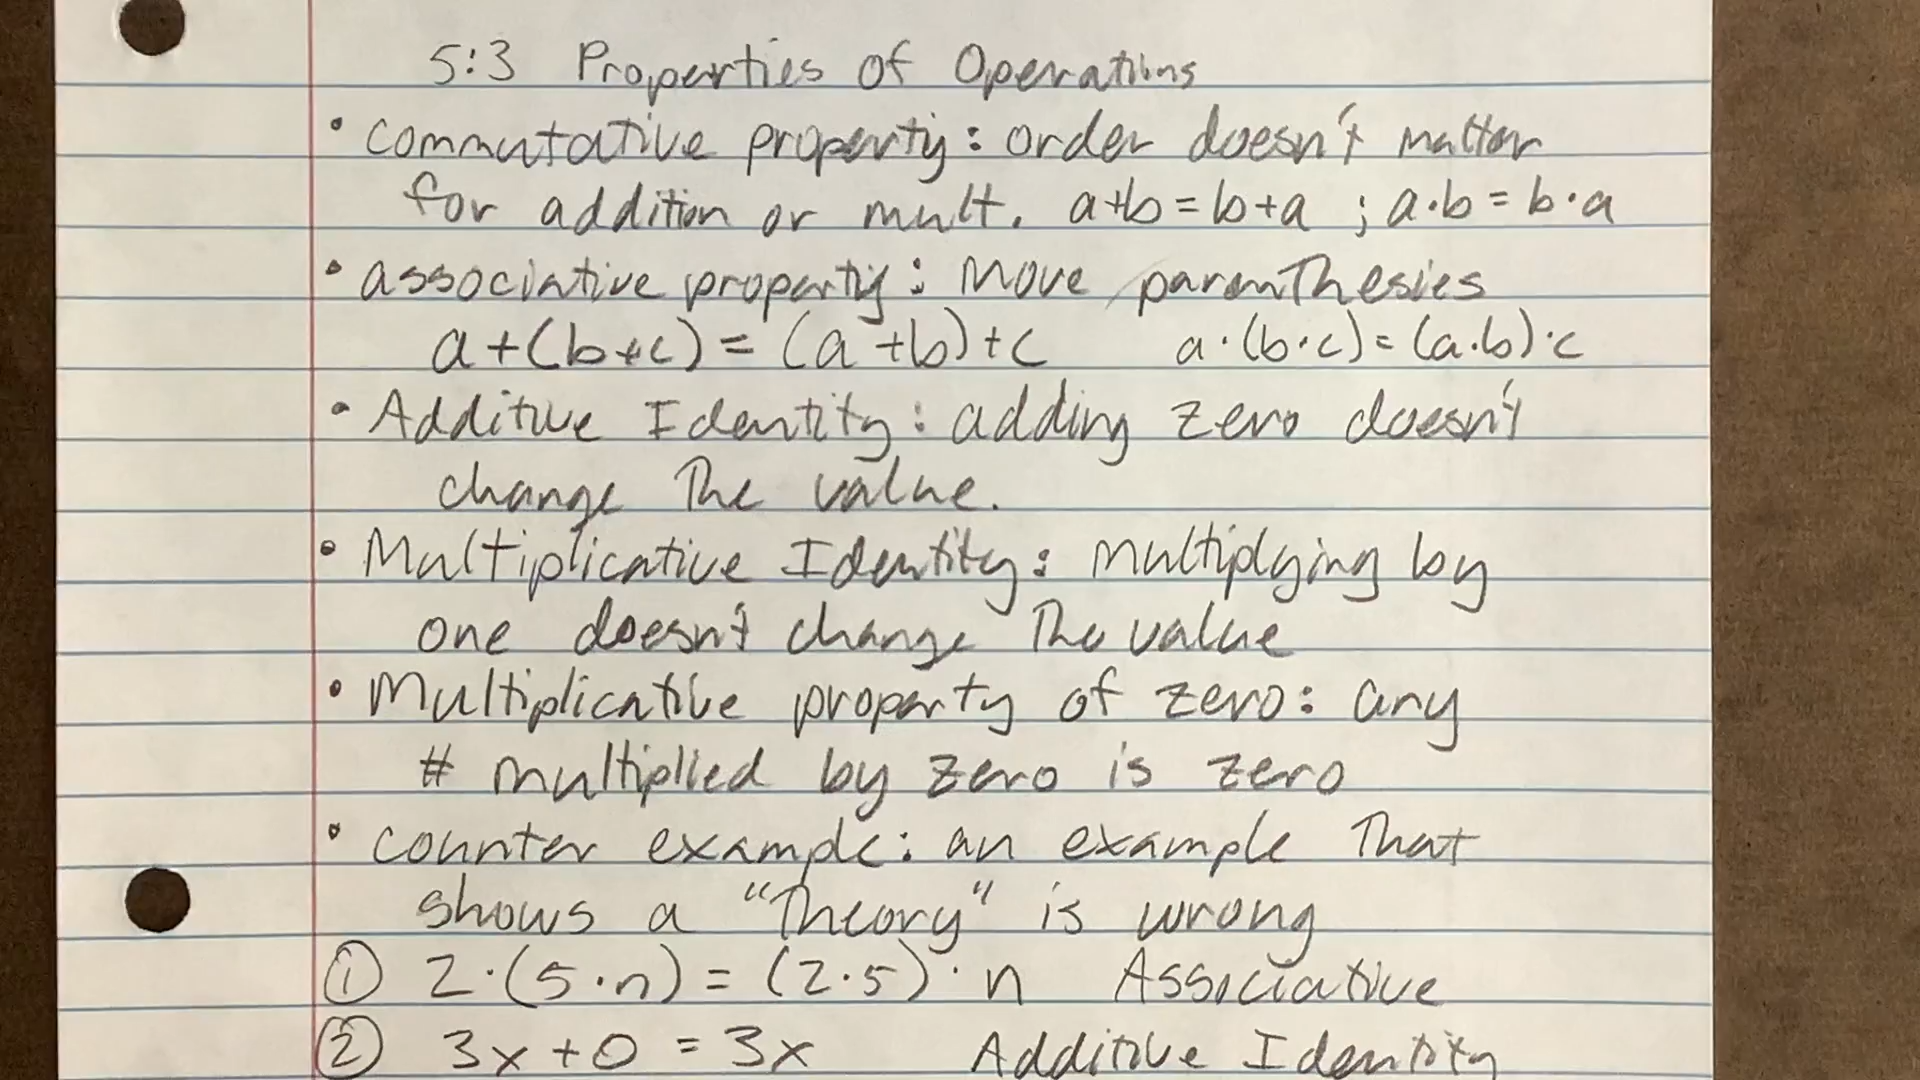 5:3 Properties of Operations
• Commutative property: order doesn't matter
for addition or mult. a+b = b+a ; a·b = b·a
• associative property: Move parenthesies
a+(b+c) = (a+b)+c a·(b·c) = (a·b)·c
• Additive Identity: adding zero doesn't
change the value.
• Multiplicative Identity: multiplying by
one doesn't change the value
• Multiplicative property of zero: any
# multiplied by zero is zero
• counter example: an example that
shows a "theory" is wrong
① 2·(5·n) = (2·5)·n Associative
② 3x+0 = 3x Additive Identity